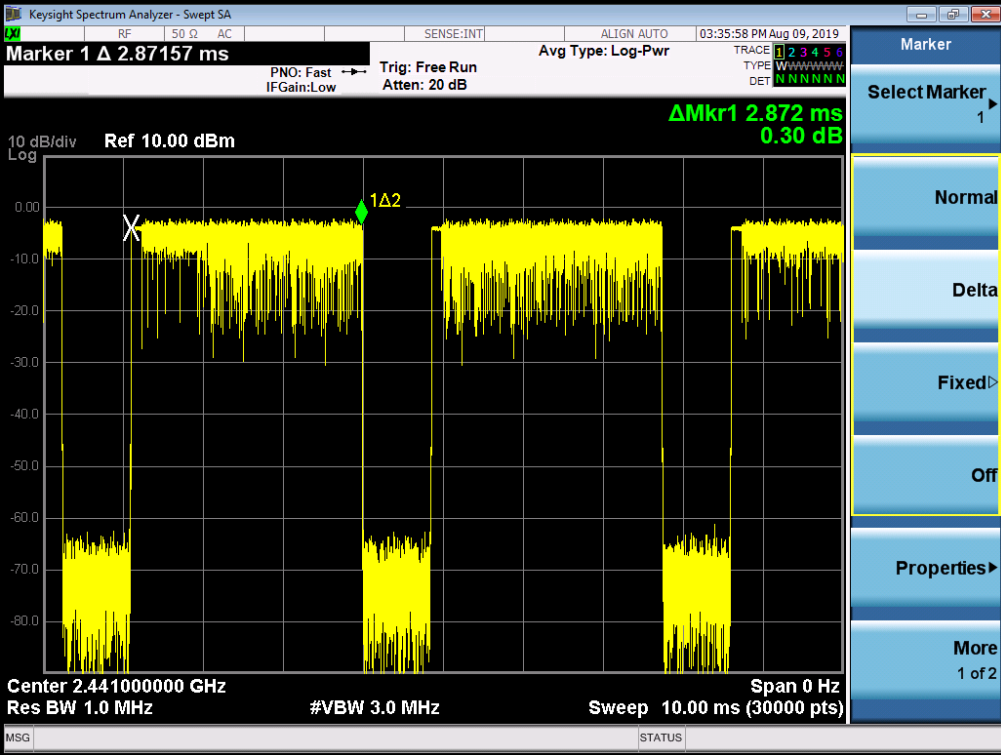 Keysight Spectrum Analyzer - Swept SA
LXI RF 50 Ω AC SENSE:INT ALIGN AUTO 03:35:58 PM Aug 09, 2019
Marker 1 Δ 2.87157 ms
PNO: Fast
IFGain:Low
Trig: Free Run
Atten: 20 dB
Avg Type: Log-Pwr
TRACE 1 2 3 4 5 6
TYPE WWWWWWW
DET N N N N N N
ΔMkr1 2.872 ms
0.30 dB
10 dB/div Ref 10.00 dBm
Log
0.00
-10.0
-20.0
-30.0
-40.0
-50.0
-60.0
-70.0
-80.0
1Δ2
Center 2.441000000 GHz Span 0 Hz
Res BW 1.0 MHz #VBW 3.0 MHz Sweep 10.00 ms (30000 pts)
MSG STATUS
Marker
Select Marker
1
Normal
Delta
Fixed
Off
Properties
More
1 of 2